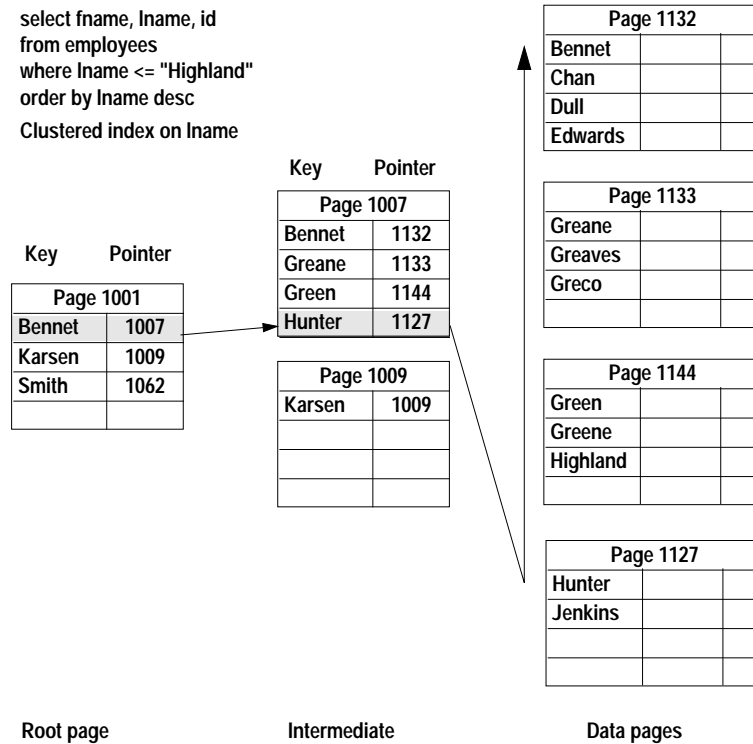 select fname, lname, id
from employees
where lname <= "Highland"
order by lname desc
Clustered index on lname
Key Pointer
Page 1001
Bennet 1007
Karsen 1009
Smith 1062
Key Pointer
Page 1007
Bennet 1132
Greane 1133
Green 1144
Hunter 1127
Page 1009
Karsen 1009
Page 1132
Bennet
Chan
Dull
Edwards
Page 1133
Greane
Greaves
Greco
Page 1144
Green
Greene
Highland
Page 1127
Hunter
Jenkins
Root page
Intermediate
Data pages